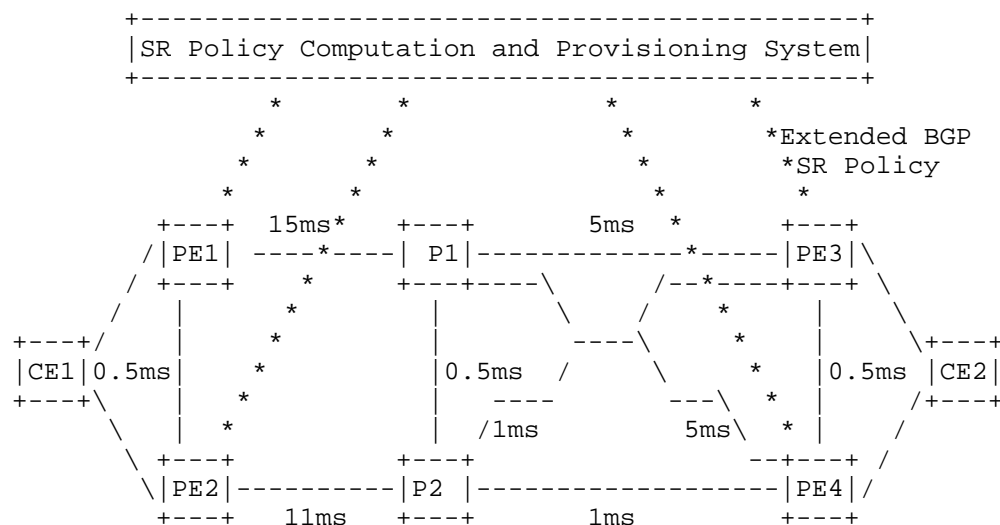 SR Policy Computation and Provisioning System
Extended BGP
SR Policy
15ms 5ms
PE1 P1 PE3
CE1 0.5ms 0.5ms 0.5ms CE2
1ms 5ms
PE2 P2 PE4
11ms 1ms